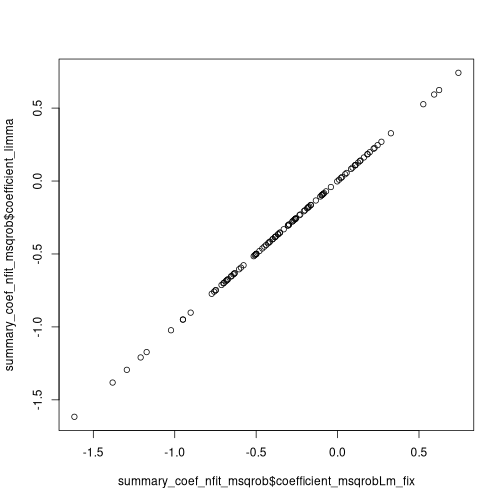 0.5
0.0
-0.5
-1.0
-1.5
summary_coef_nfit_msqrob$coefficient_limma
-1.5 -1.0 -0.5 0.0 0.5
summary_coef_nfit_msqrob$coefficient_msqrobLm_fix